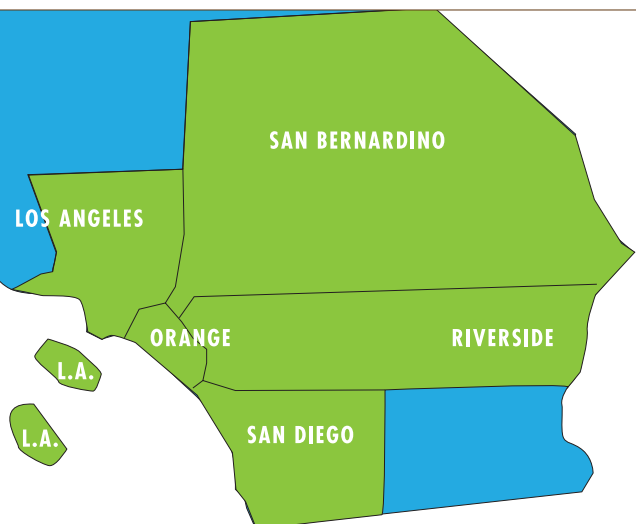 SAN BERNARDINO
LOS ANGELES
ORANGE
RIVERSIDE
L.A.
L.A.
SAN DIEGO